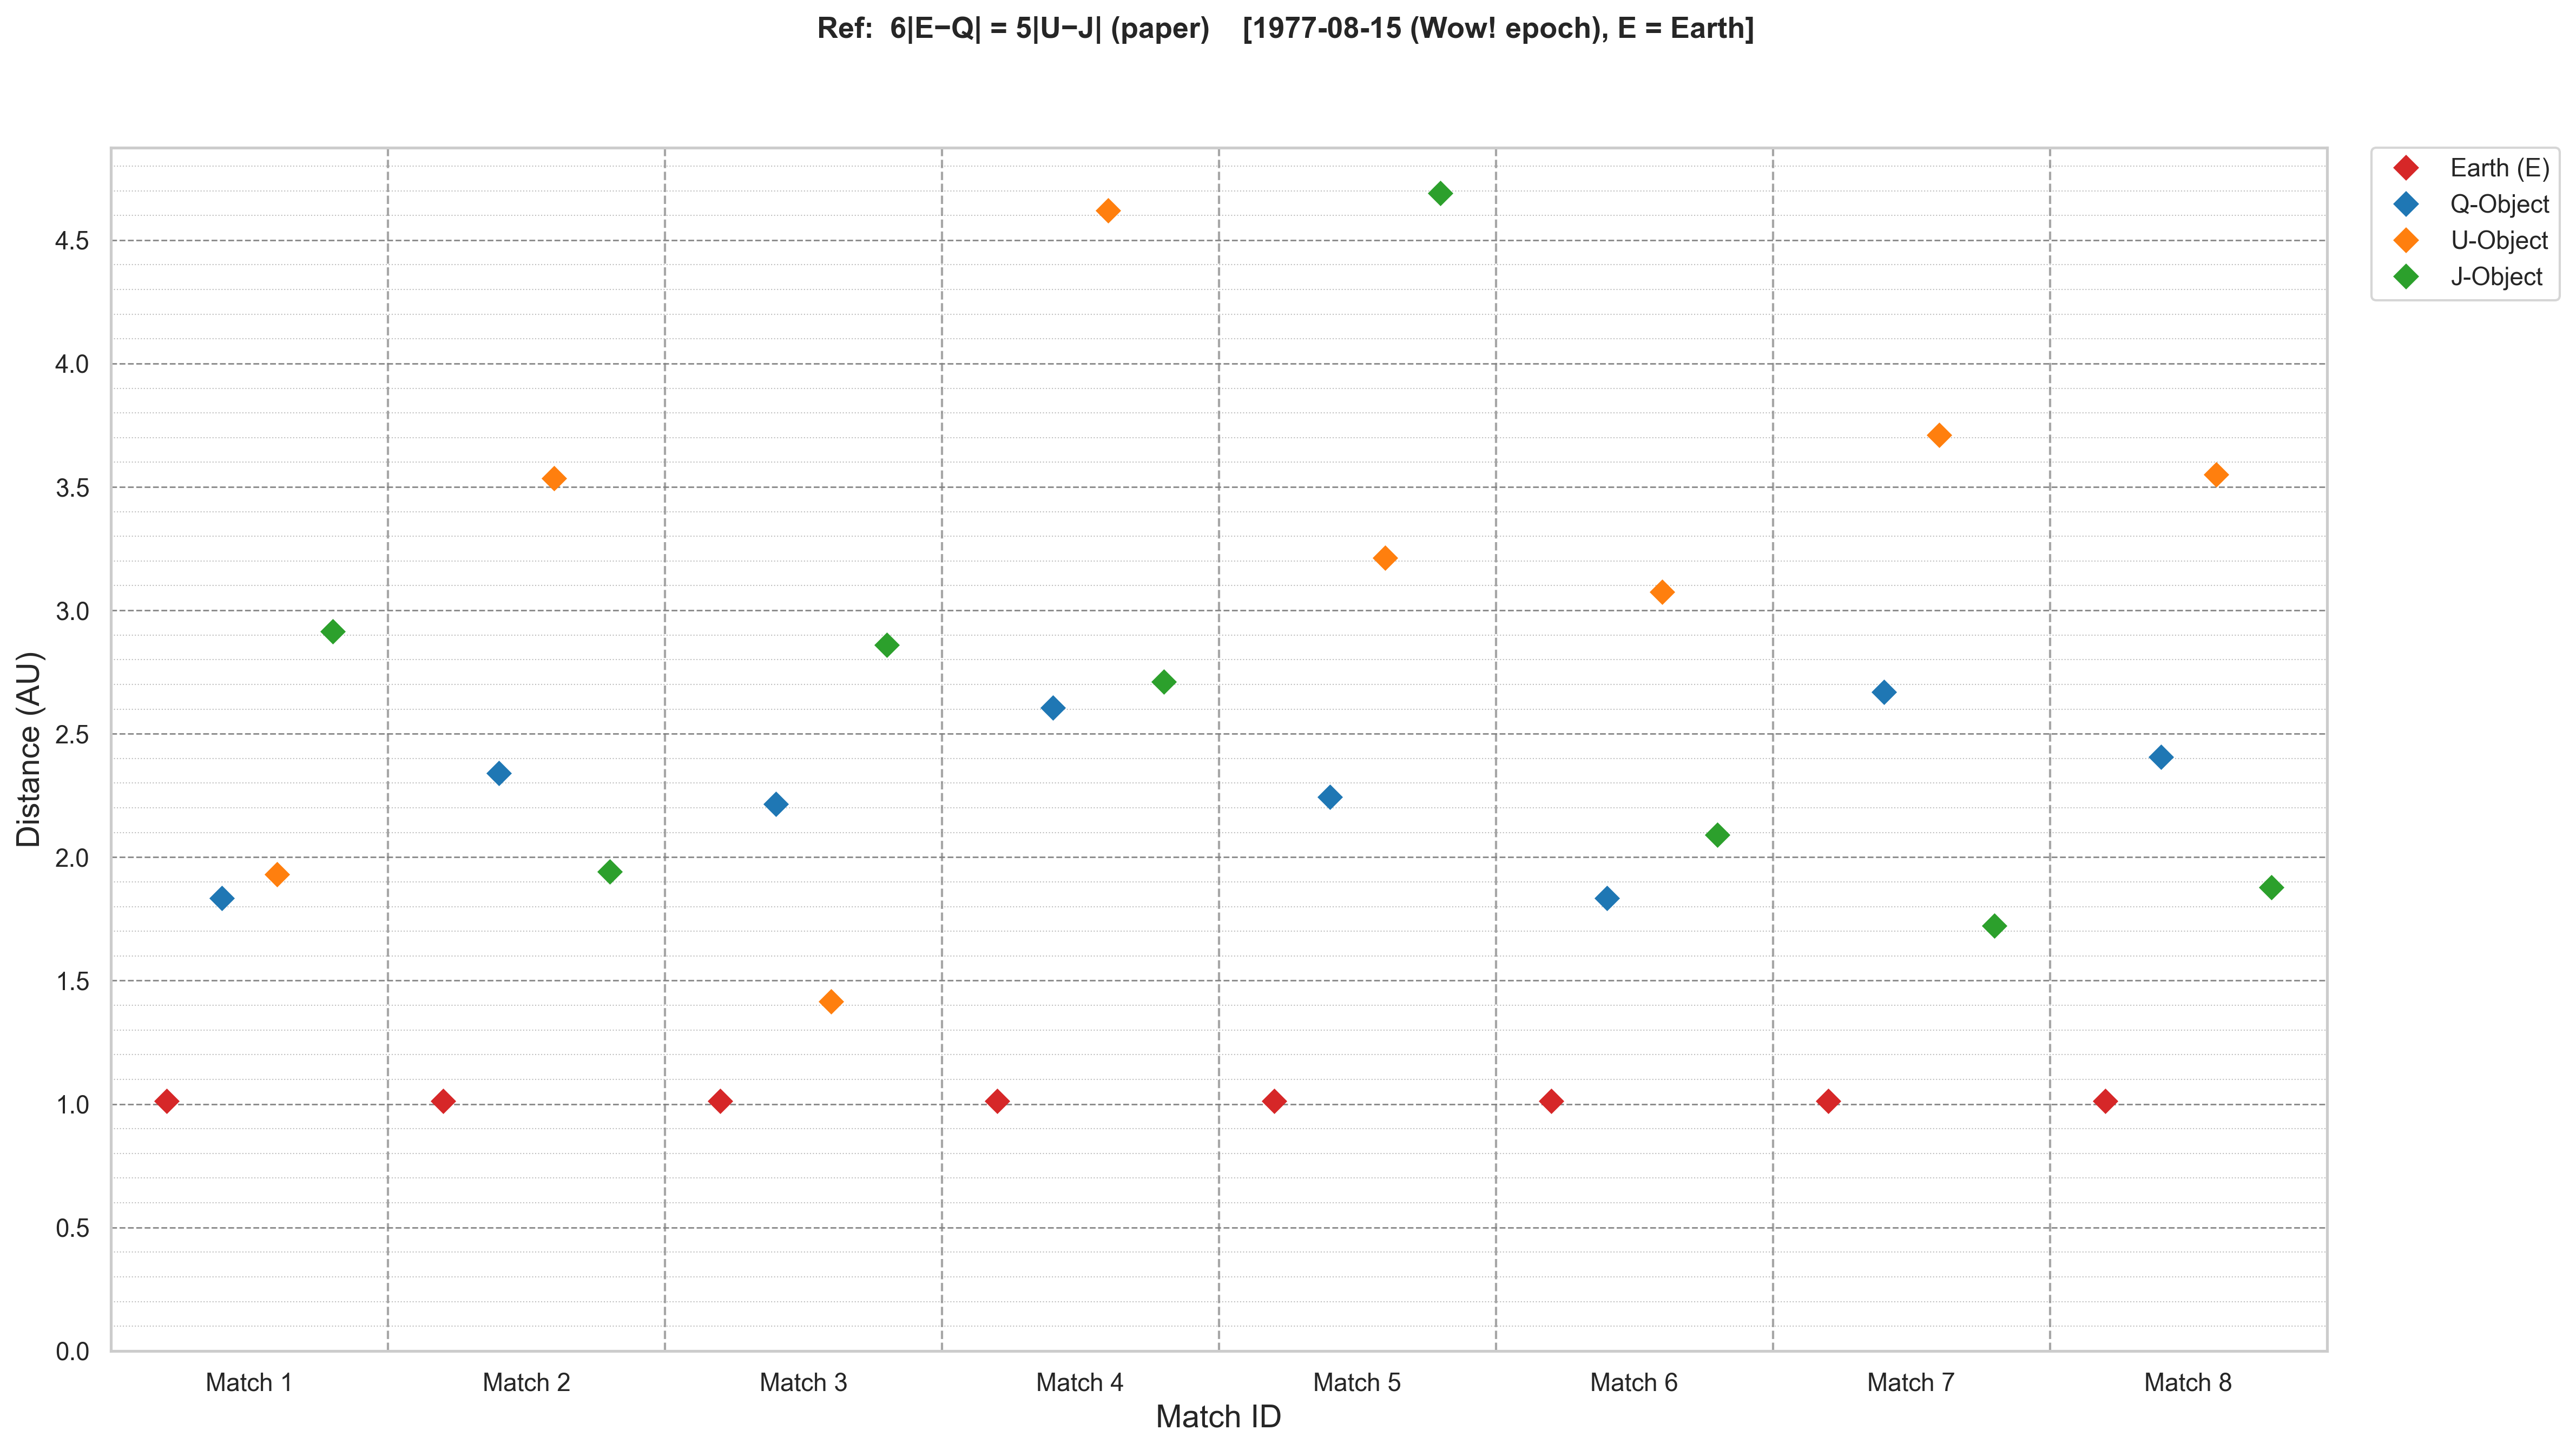 Ref:  6|E−Q| = 5|U−J| (paper)    [1977-08-15 (Wow! epoch), E = Earth]
Earth (E)
Q-Object
U-Object
J-Object
Distance (AU)
4.5
4.0
3.5
3.0
2.5
2.0
1.5
1.0
0.5
0.0
Match 1
Match 2
Match 3
Match 4
Match 5
Match 6
Match 7
Match 8
Match ID